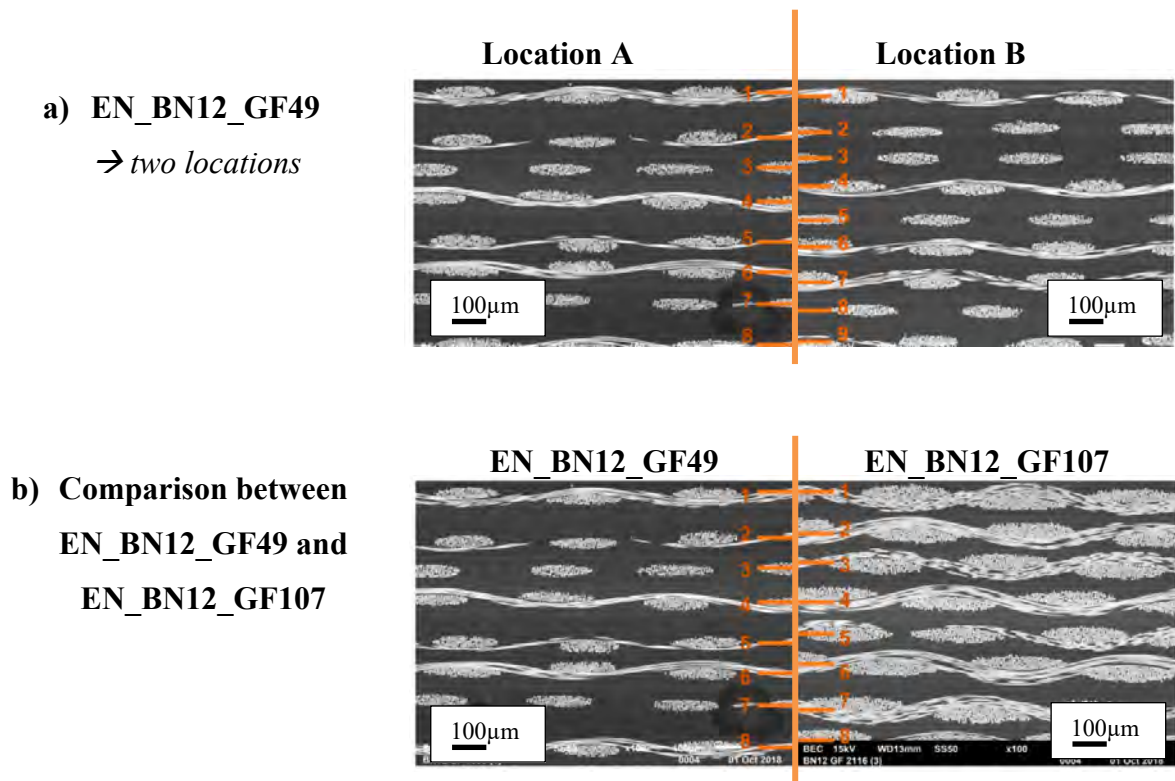 Location A
Location B
a) EN_BN12_GF49
→ two locations
1
2
3
4
5
6
7
8
1
2
3
4
5
6
7
8
9
100µm
100µm
EN_BN12_GF49
EN_BN12_GF107
b) Comparison between
EN_BN12_GF49 and
EN_BN12_GF107
1
2
3
4
5
6
7
8
1
2
3
4
5
6
7
8
100µm
100µm
0004 01 Oct 2018
BEC 15kV WD13mm SS50 x100
BN12 GF 2116 (3) 0004 01 Oct 2018